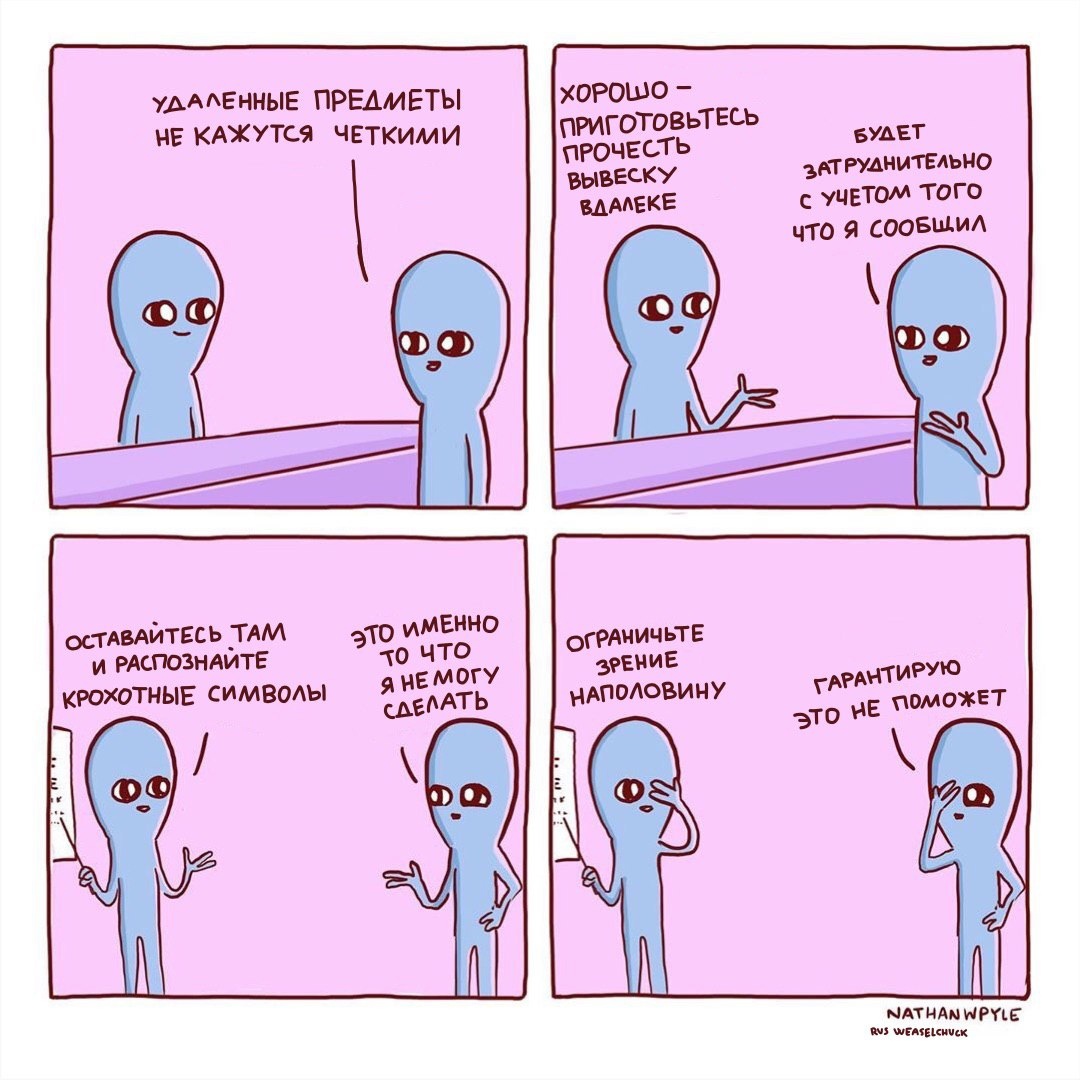 УДАЛЕННЫЕ ПРЕДМЕТЫ
НЕ КАЖУТСЯ ЧЕТКИМИ
ХОРОШО –
ПРИГОТОВЬТЕСЬ
ПРОЧЕСТЬ
ВЫВЕСКУ
ВДАЛЕКЕ
БУДЕТ
ЗАТРУДНИТЕЛЬНО
С УЧЕТОМ ТОГО
ЧТО Я СООБЩИЛ
ОСТАВАЙТЕСЬ ТАМ
И РАСПОЗНАЙТЕ
КРОХОТНЫЕ СИМВОЛЫ
ЭТО ИМЕННО
ТО ЧТО
Я НЕ МОГУ
СДЕЛАТЬ
ОГРАНИЧЬТЕ
ЗРЕНИЕ
НАПОЛОВИНУ
ГАРАНТИРУЮ
ЭТО НЕ ПОМОЖЕТ
NATHANWPYLE
RUS WEASELCHUCK